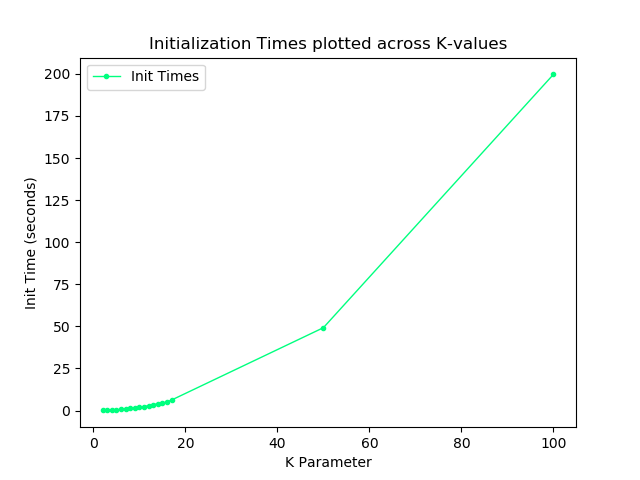 Initialization Times plotted across K-values
Init Times
Init Time (seconds)
200
175
150
125
100
75
50
25
0
0 20 40 60 80 100
K Parameter